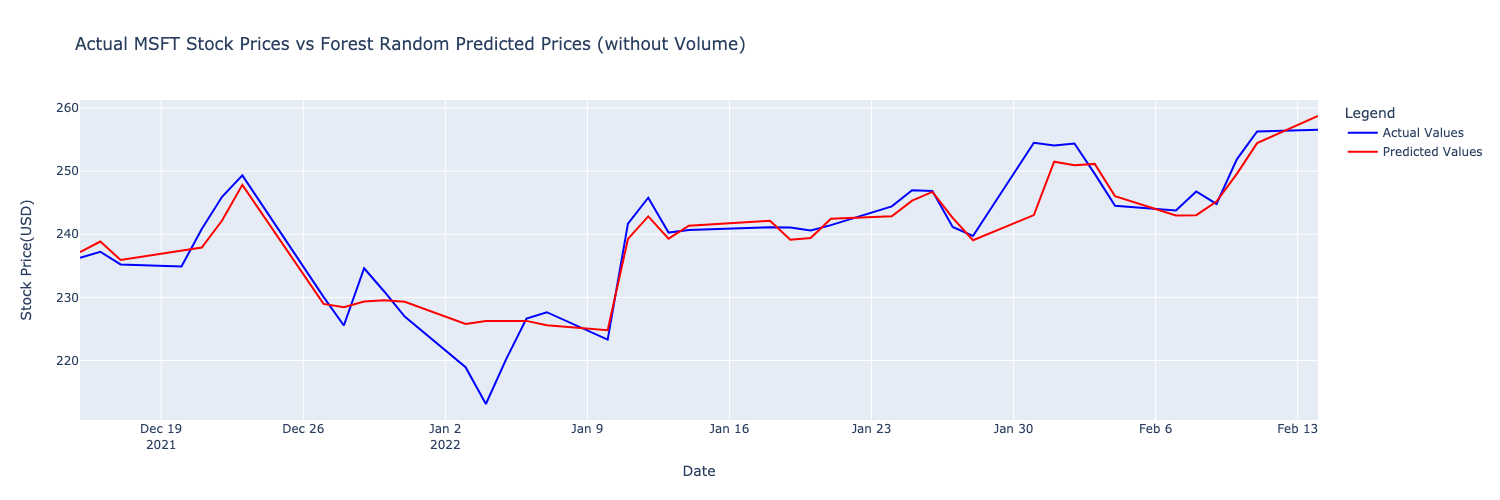 Actual MSFT Stock Prices vs Forest Random Predicted Prices (without Volume)
Legend
Actual Values
Predicted Values
Stock Price(USD)
260
250
240
230
220
Dec 19
2021
Dec 26
Jan 2
2022
Jan 9
Jan 16
Jan 23
Jan 30
Feb 6
Feb 13
Date